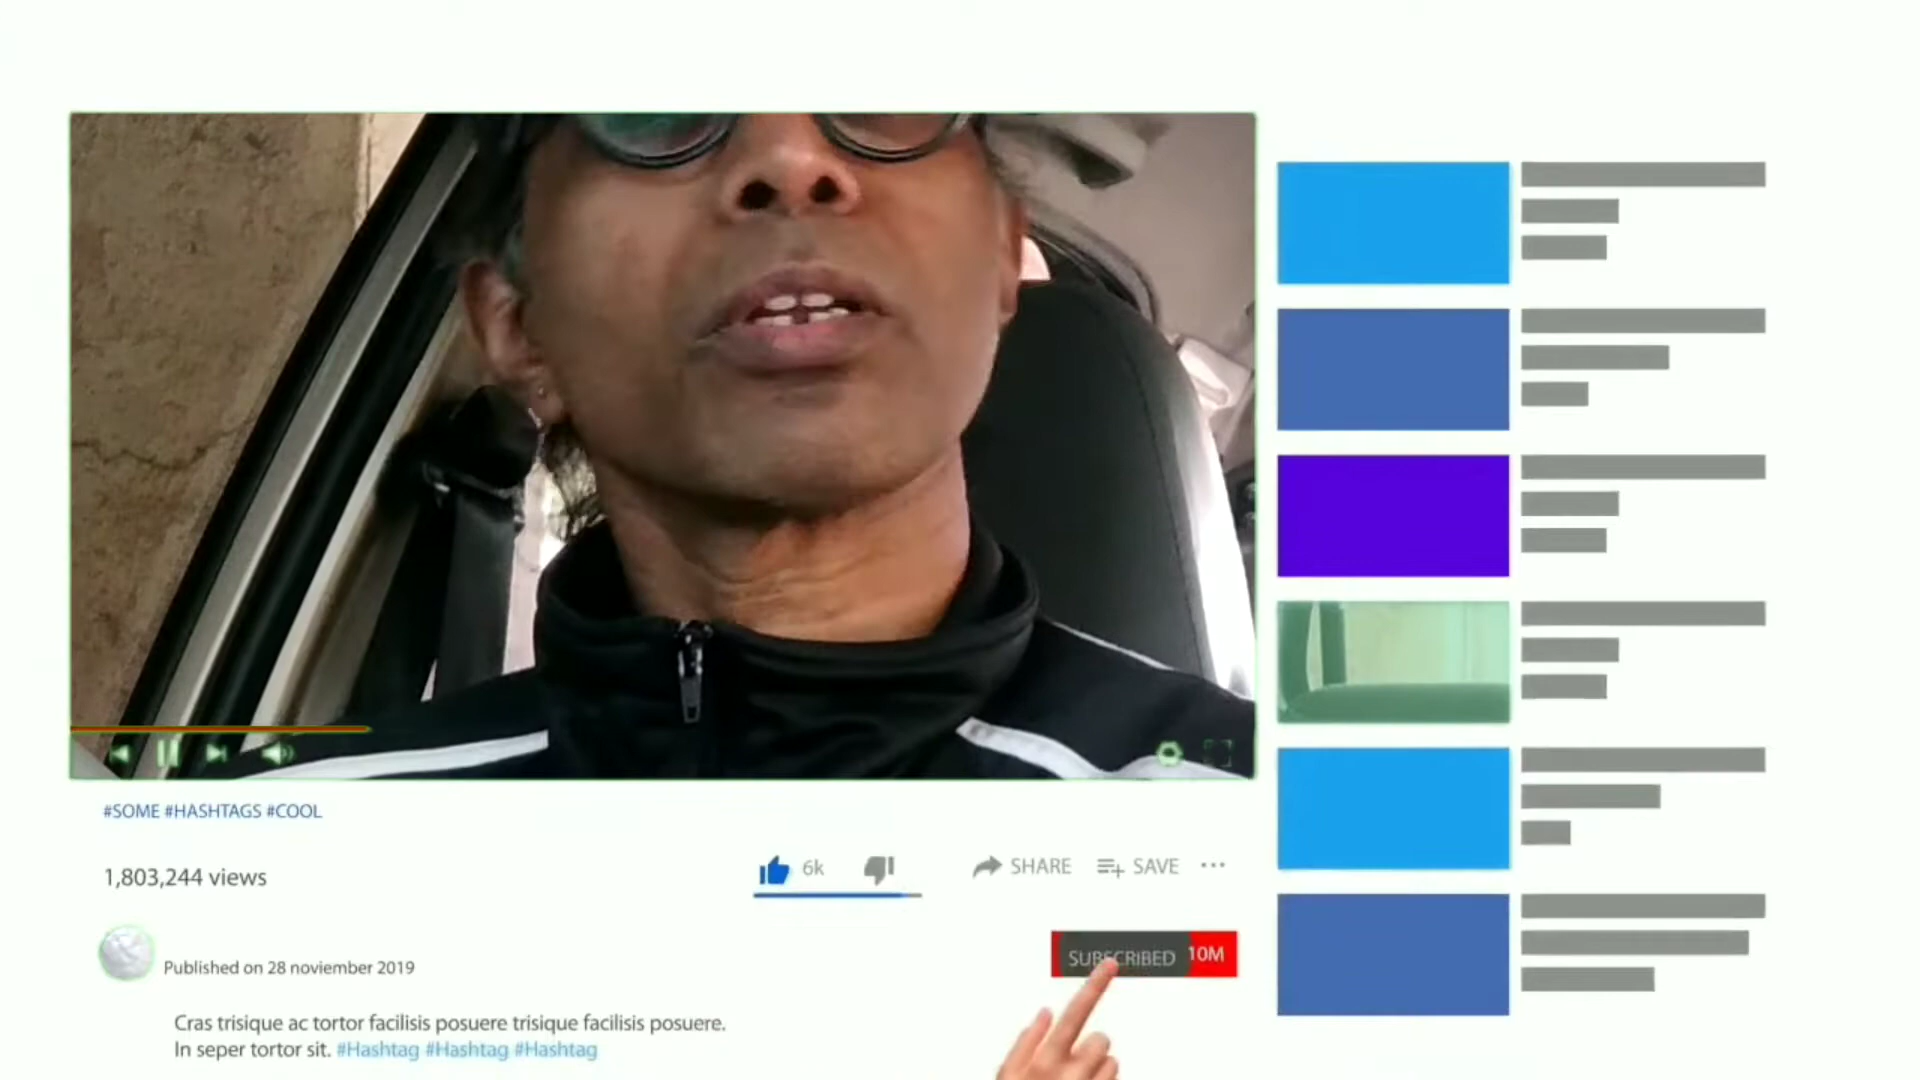 #SOME #HASHTAGS #COOL
1,803,244 views
6k
SHARE
SAVE
SUBSCRIBED 10M
Published on 28 noviember 2019
Cras trisique ac tortor facilisis posuere trisique facilisis posuere.
In seper tortor sit. #Hashtag #Hashtag #Hashtag